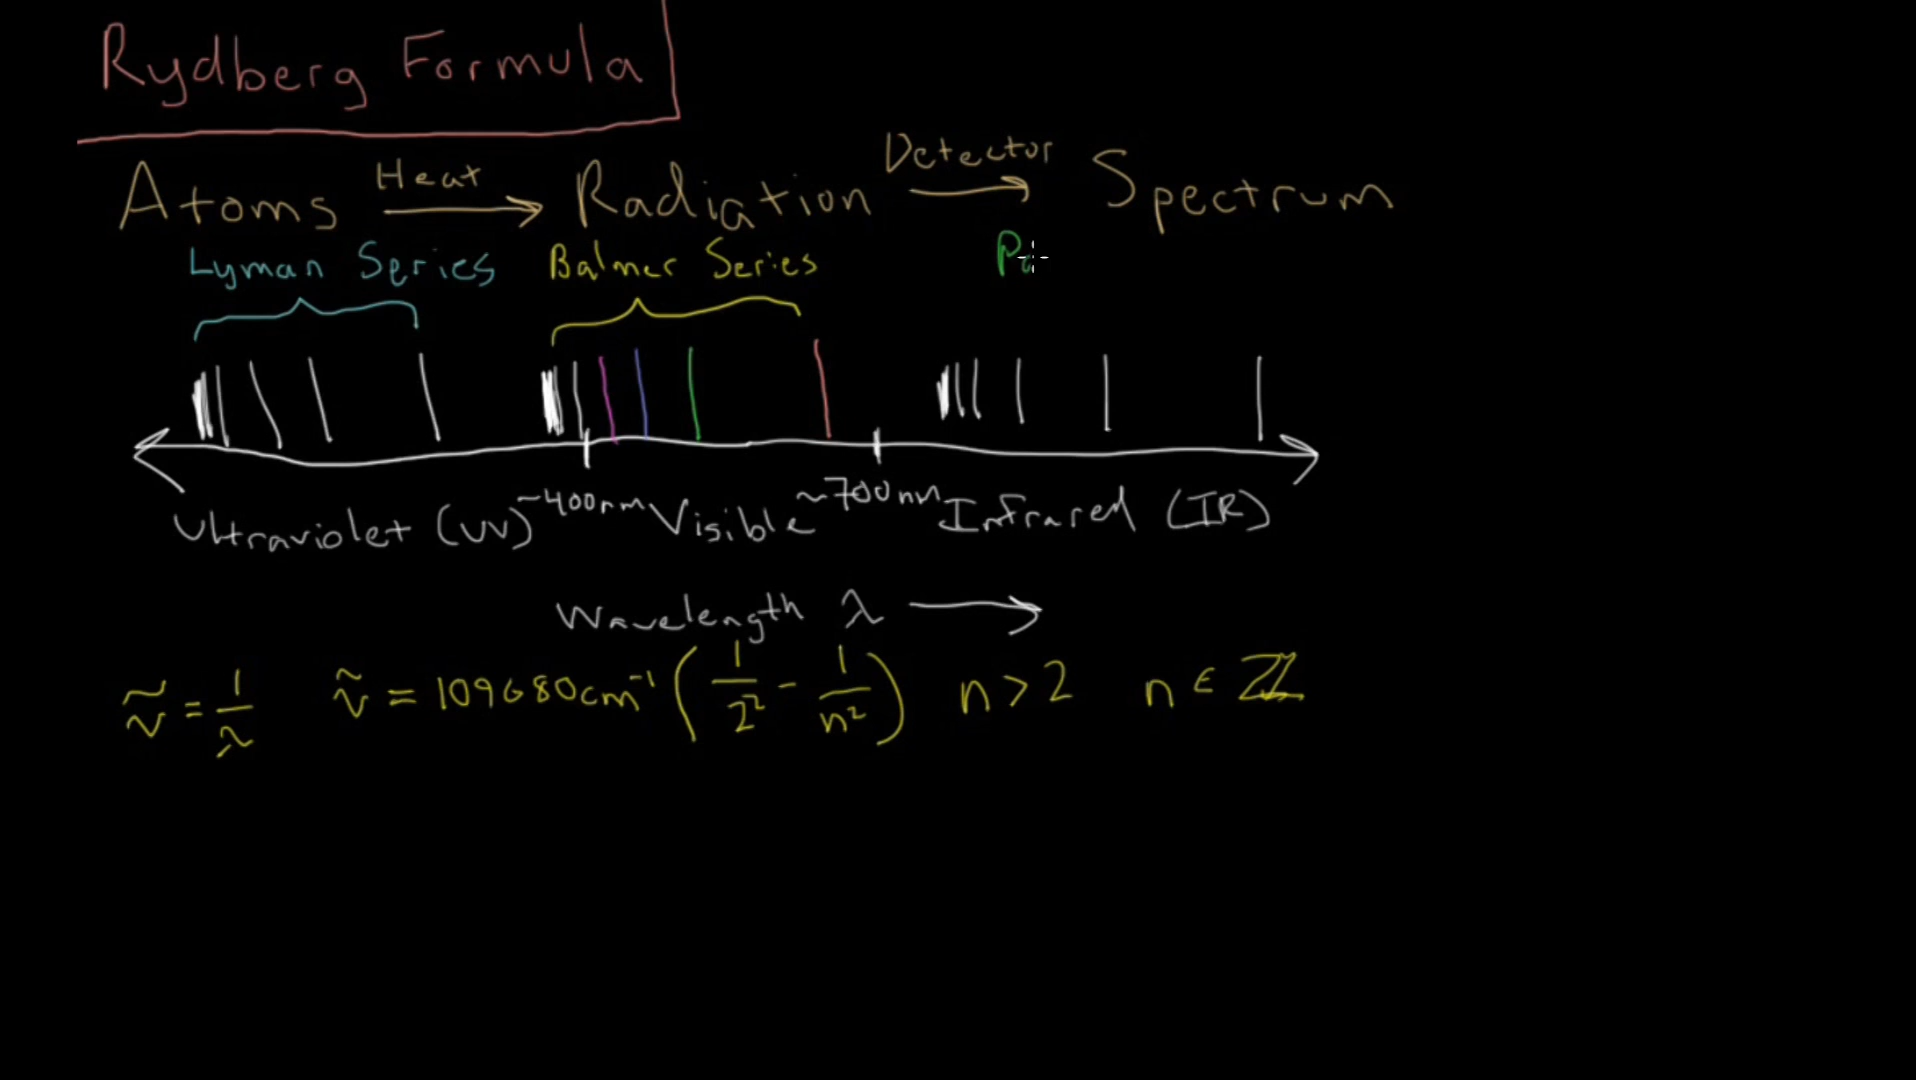 Rydberg Formula
Atoms Heat → Radiation Detector → Spectrum
Lyman Series Balmer Series Pa
Ultraviolet (UV) ~400nm Visible ~700nm Infrared (IR)
Wavelength λ →
ṽ = 1/λ ṽ = 109680cm⁻¹ (1/2² - 1/n²) n > 2 n ∈ ℤ